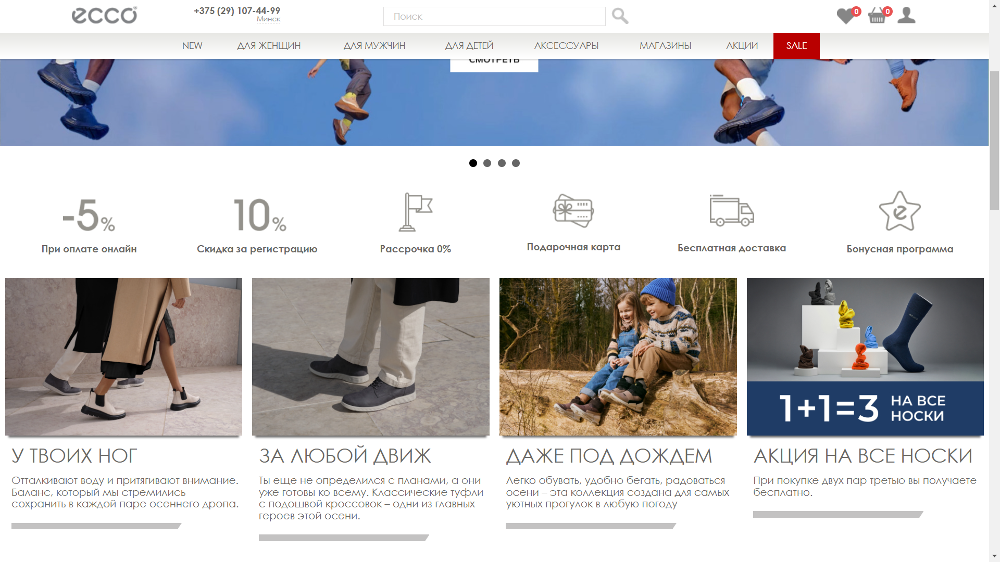 ecco
+375 (29) 107-44-99
Минск
Поиск
0
0
NEW
ДЛЯ ЖЕНЩИН
ДЛЯ МУЖЧИН
ДЛЯ ДЕТЕЙ
АКСЕССУАРЫ
МАГАЗИНЫ
АКЦИИ
SALE
СМОТРЕТЬ
-5%
10%
При оплате онлайн
Скидка за регистрацию
Рассрочка 0%
Подарочная карта
Бесплатная доставка
Бонусная программа
ecco
1+1=3 НА ВСЕ
НОСКИ
У ТВОИХ НОГ
Отталкивают воду и притягивают внимание.
Баланс, который мы стремились
сохранить в каждой паре осеннего дропа.
ЗА ЛЮБОЙ ДВИЖ
Ты еще не определился с планами, а они
уже готовы ко всему. Классические туфли
с подошвой кроссовок – одни из главных
героев этой осени.
ДАЖЕ ПОД ДОЖДЕМ
Легко обувать, удобно бегать, радоваться
осени – эта коллекция создана для самых
уютных прогулок в любую погоду
АКЦИЯ НА ВСЕ НОСКИ
При покупке двух пар третью вы получаете
бесплатно.